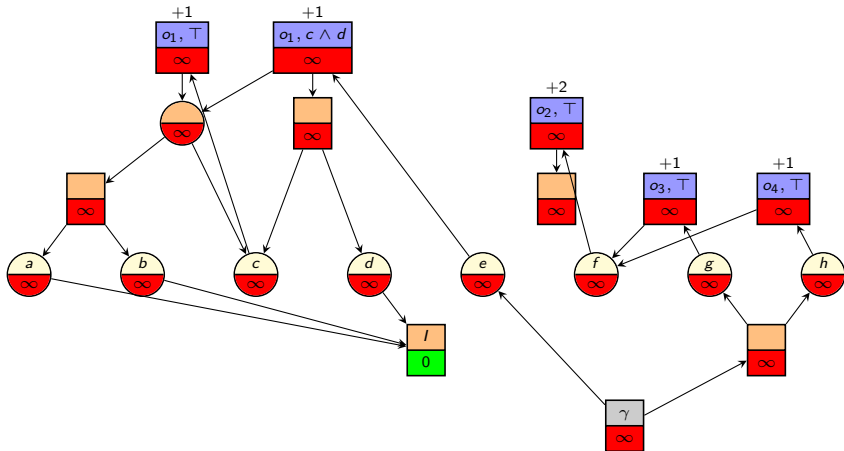 +1 +1
o₁, ⊤ o₁, c ∧ d
∞ ∞
+2
o₂, ⊤
∞ ∞ ∞
+1 +1
o₃, ⊤ o₄, ⊤
∞ ∞ ∞ ∞
a b c d e f g h
∞ ∞ ∞ ∞ ∞ ∞ ∞ ∞
I
0 ∞
γ
∞